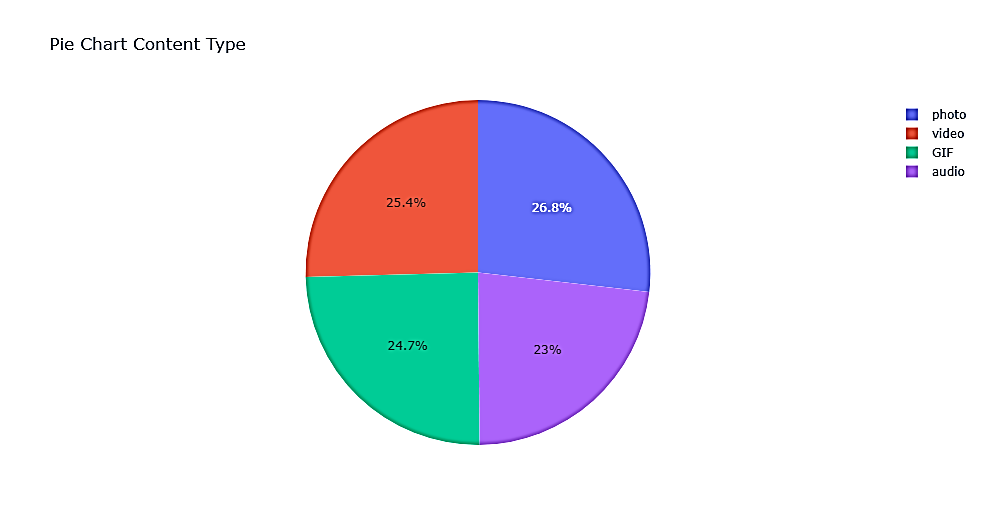 Pie Chart Content Type
photo
video
GIF
audio
25.4%
26.8%
24.7%
23%